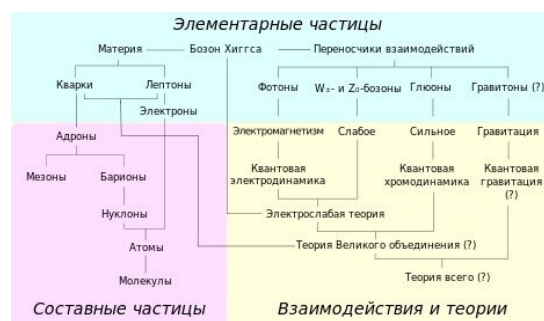 Элементарные частицы
Материя
Бозон Хиггса
Переносчики взаимодействий
Кварки
Лептоны
Фотоны
W±- и Z0-бозоны
Глюоны
Гравитоны (?)
Электроны
Адроны
Электромагнетизм
Слабое
Сильное
Гравитация
Мезоны
Барионы
Квантовая
электродинамика
Квантовая
хромодинамика
Квантовая
гравитация
(?)
Нуклоны
Электрослабая теория
Атомы
Теория Великого объединения (?)
Молекулы
Теория всего (?)
Составные частицы
Взаимодействия и теории